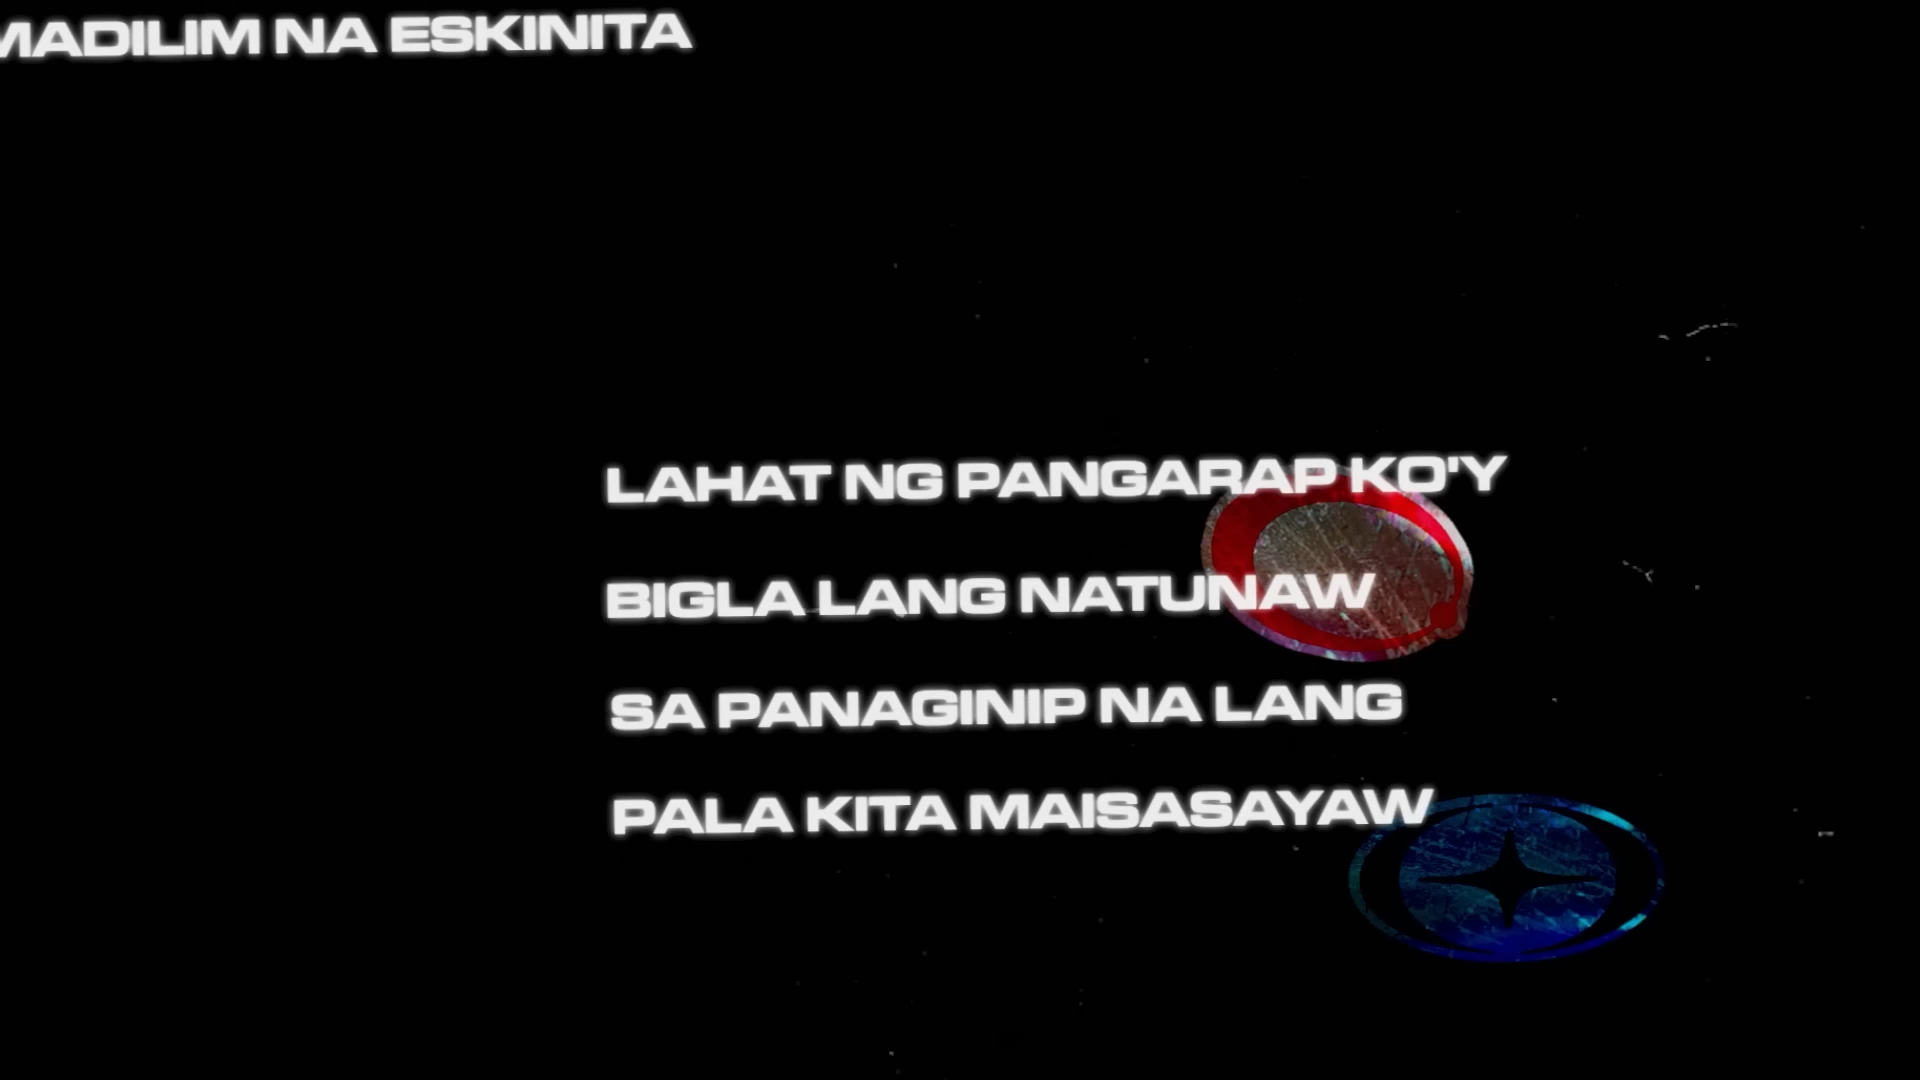 MADILIM NA ESKINITA
LAHAT NG PANGARAP KO'Y
BIGLA LANG NATUNAW
SA PANAGINIP NA LANG
PALA KITA MAISASAYAW